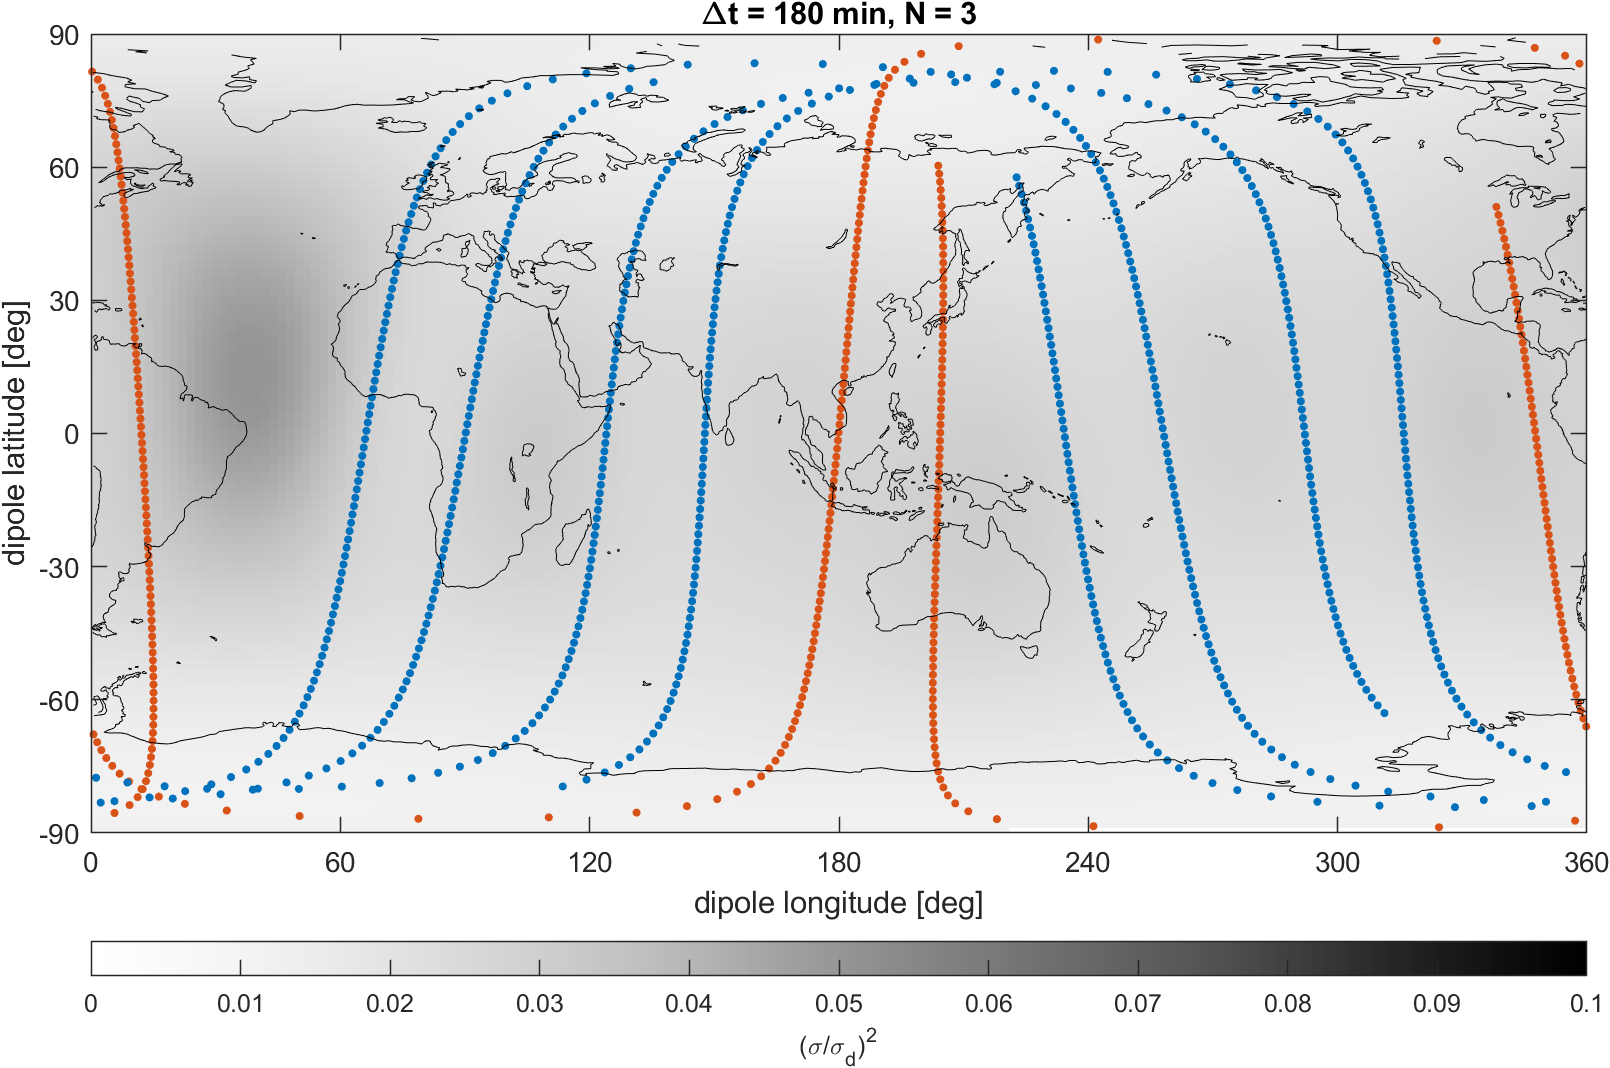 Δt = 180 min, N = 3
90
60
30
0
-30
-60
-90
dipole latitude [deg]
0 60 120 180 240 300 360
dipole longitude [deg]
0 0.01 0.02 0.03 0.04 0.05 0.06 0.07 0.08 0.09 0.1
(σ/σ_d)^2